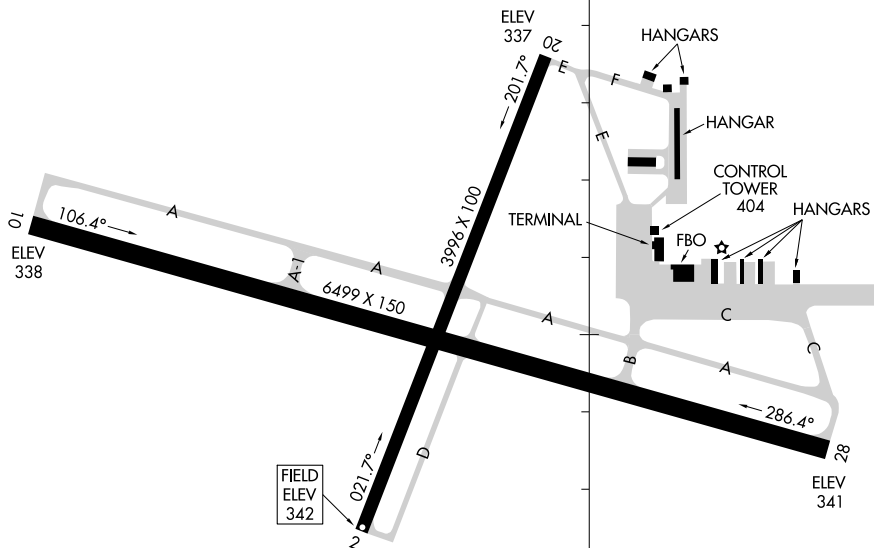 ELEV
337
20
HANGARS
E
F
201.7°
HANGAR
E
CONTROL
TOWER
404
HANGARS
TERMINAL
FBO
10
106.4°
A
3996 X 100
ELEV
338
A-1
A
6499 X 150
A
C
C
B
A
286.4°
28
ELEV
341
D
021.7°
FIELD
ELEV
342
2